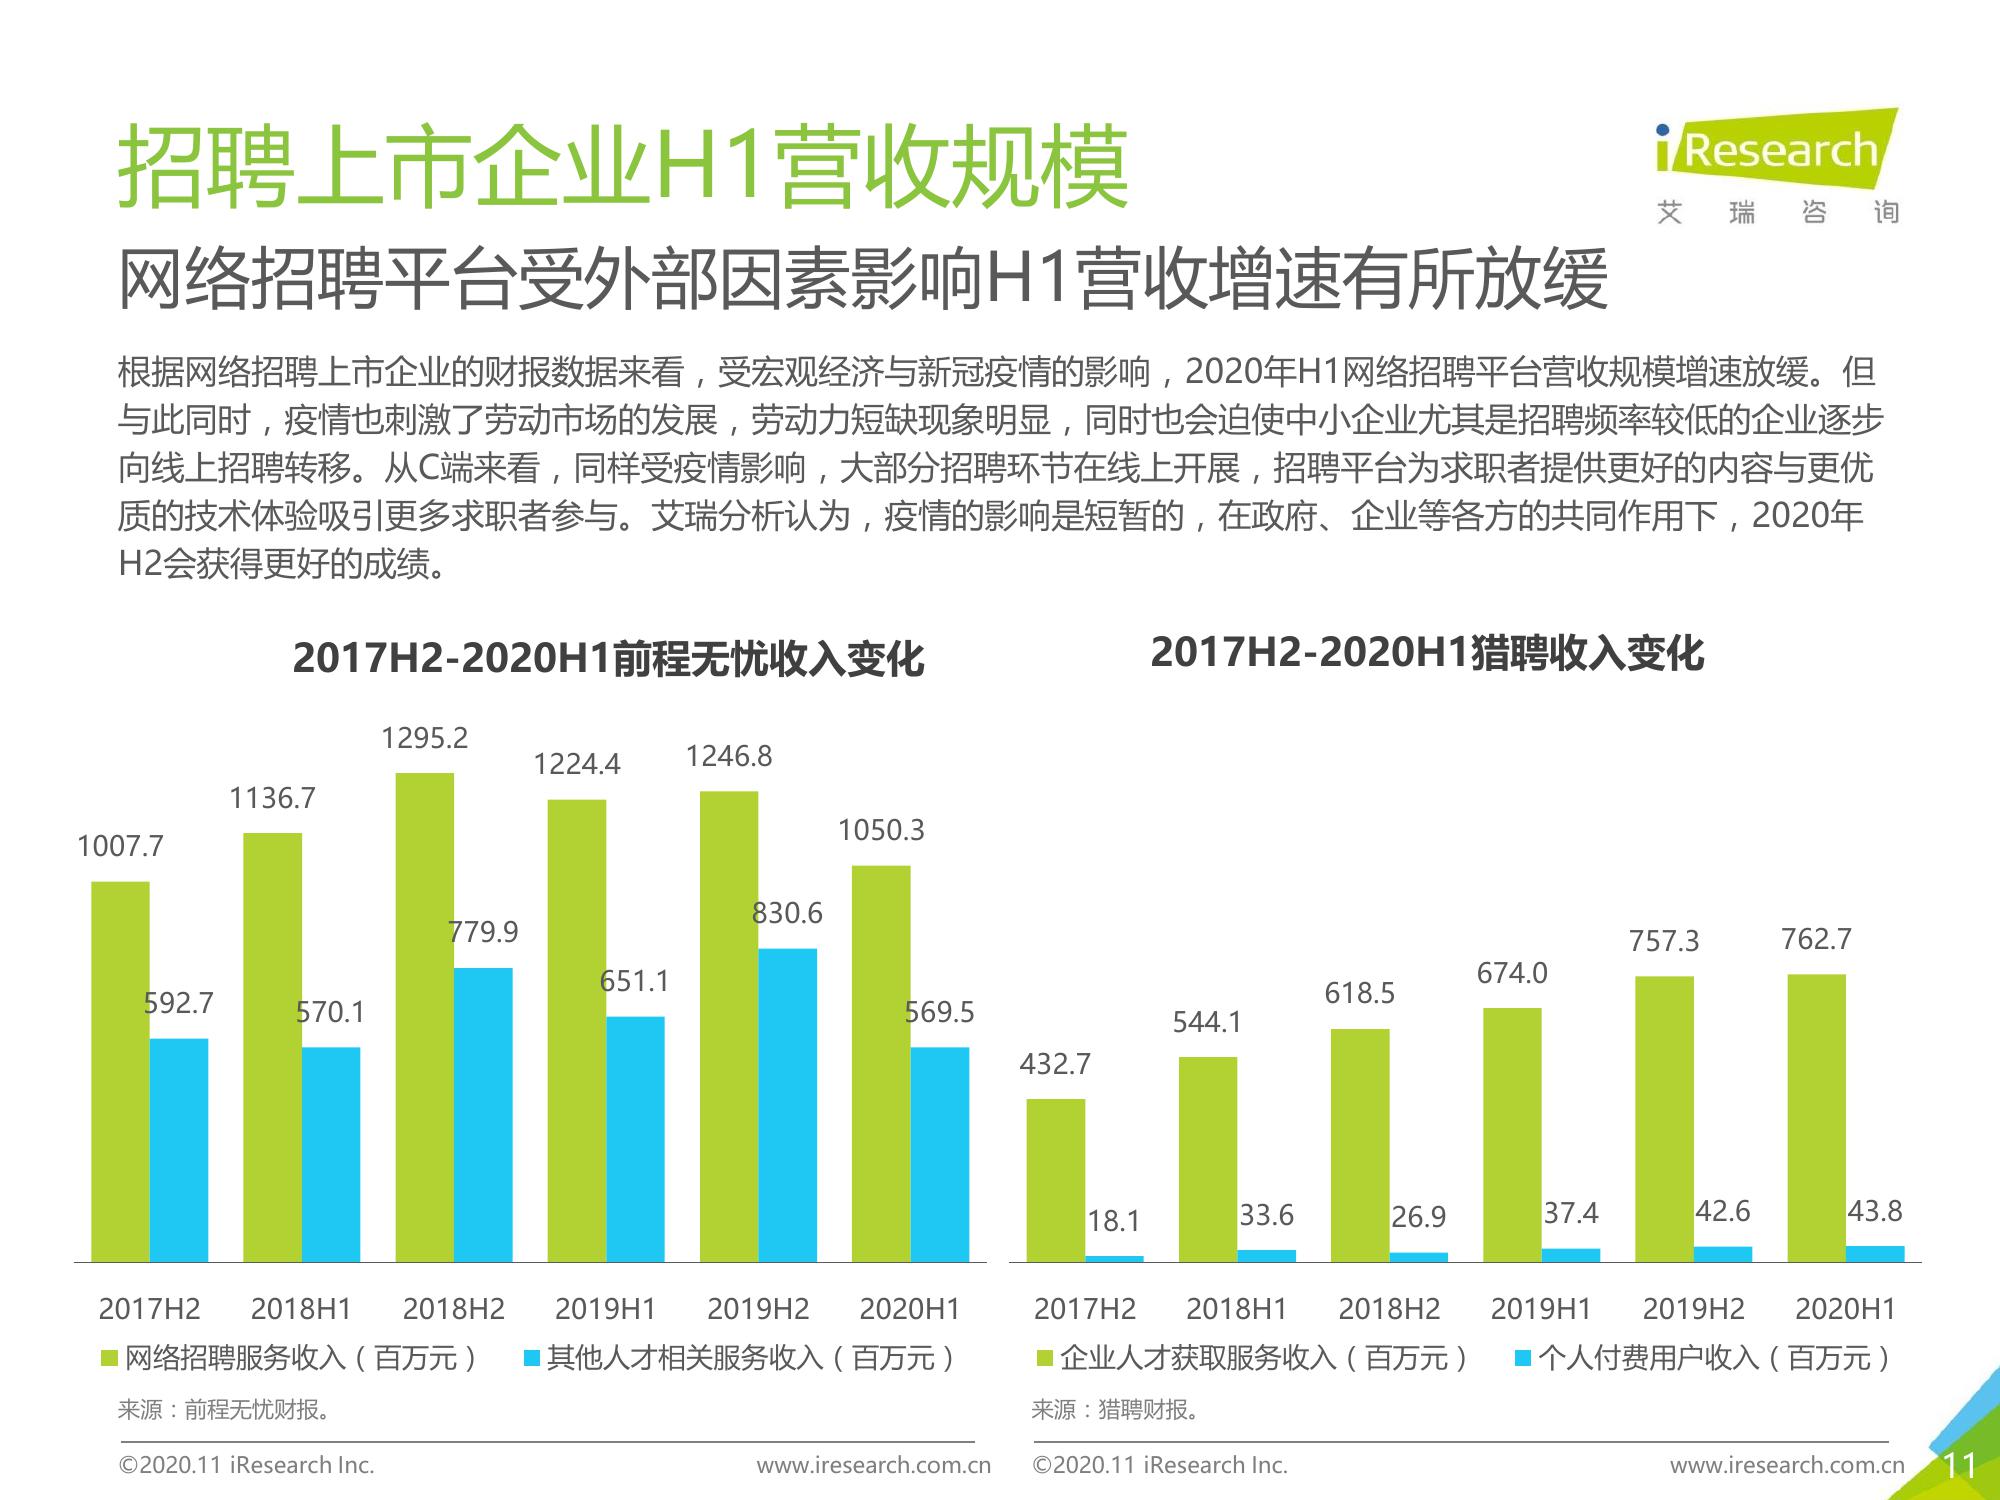 招聘上市企业H1营收规模
iResearch
艾瑞咨询
网络招聘平台受外部因素影响H1营收增速有所放缓
根据网络招聘上市企业的财报数据来看，受宏观经济与新冠疫情的影响，2020年H1网络招聘平台营收规模增速放缓。但
与此同时，疫情也刺激了劳动市场的发展，劳动力短缺现象明显，同时也会迫使中小企业尤其是招聘频率较低的企业逐步
向线上招聘转移。从C端来看，同样受疫情影响，大部分招聘环节在线上开展，招聘平台为求职者提供更好的内容与更优
质的技术体验吸引更多求职者参与。艾瑞分析认为，疫情的影响是短暂的，在政府、企业等各方的共同作用下，2020年
H2会获得更好的成绩。
2017H2-2020H1前程无忧收入变化
1007.7 1136.7 1295.2 1224.4 1246.8 1050.3
592.7 570.1 779.9 651.1 830.6 569.5
2017H2 2018H1 2018H2 2019H1 2019H2 2020H1
网络招聘服务收入（百万元） 其他人才相关服务收入（百万元）
来源：前程无忧财报。
©2020.11 iResearch Inc. www.iresearch.com.cn
2017H2-2020H1猎聘收入变化
432.7 544.1 618.5 674.0 757.3 762.7
18.1 33.6 26.9 37.4 42.6 43.8
2017H2 2018H1 2018H2 2019H1 2019H2 2020H1
企业人才获取服务收入（百万元） 个人付费用户收入（百万元）
来源：猎聘财报。
©2020.11 iResearch Inc. www.iresearch.com.cn
11